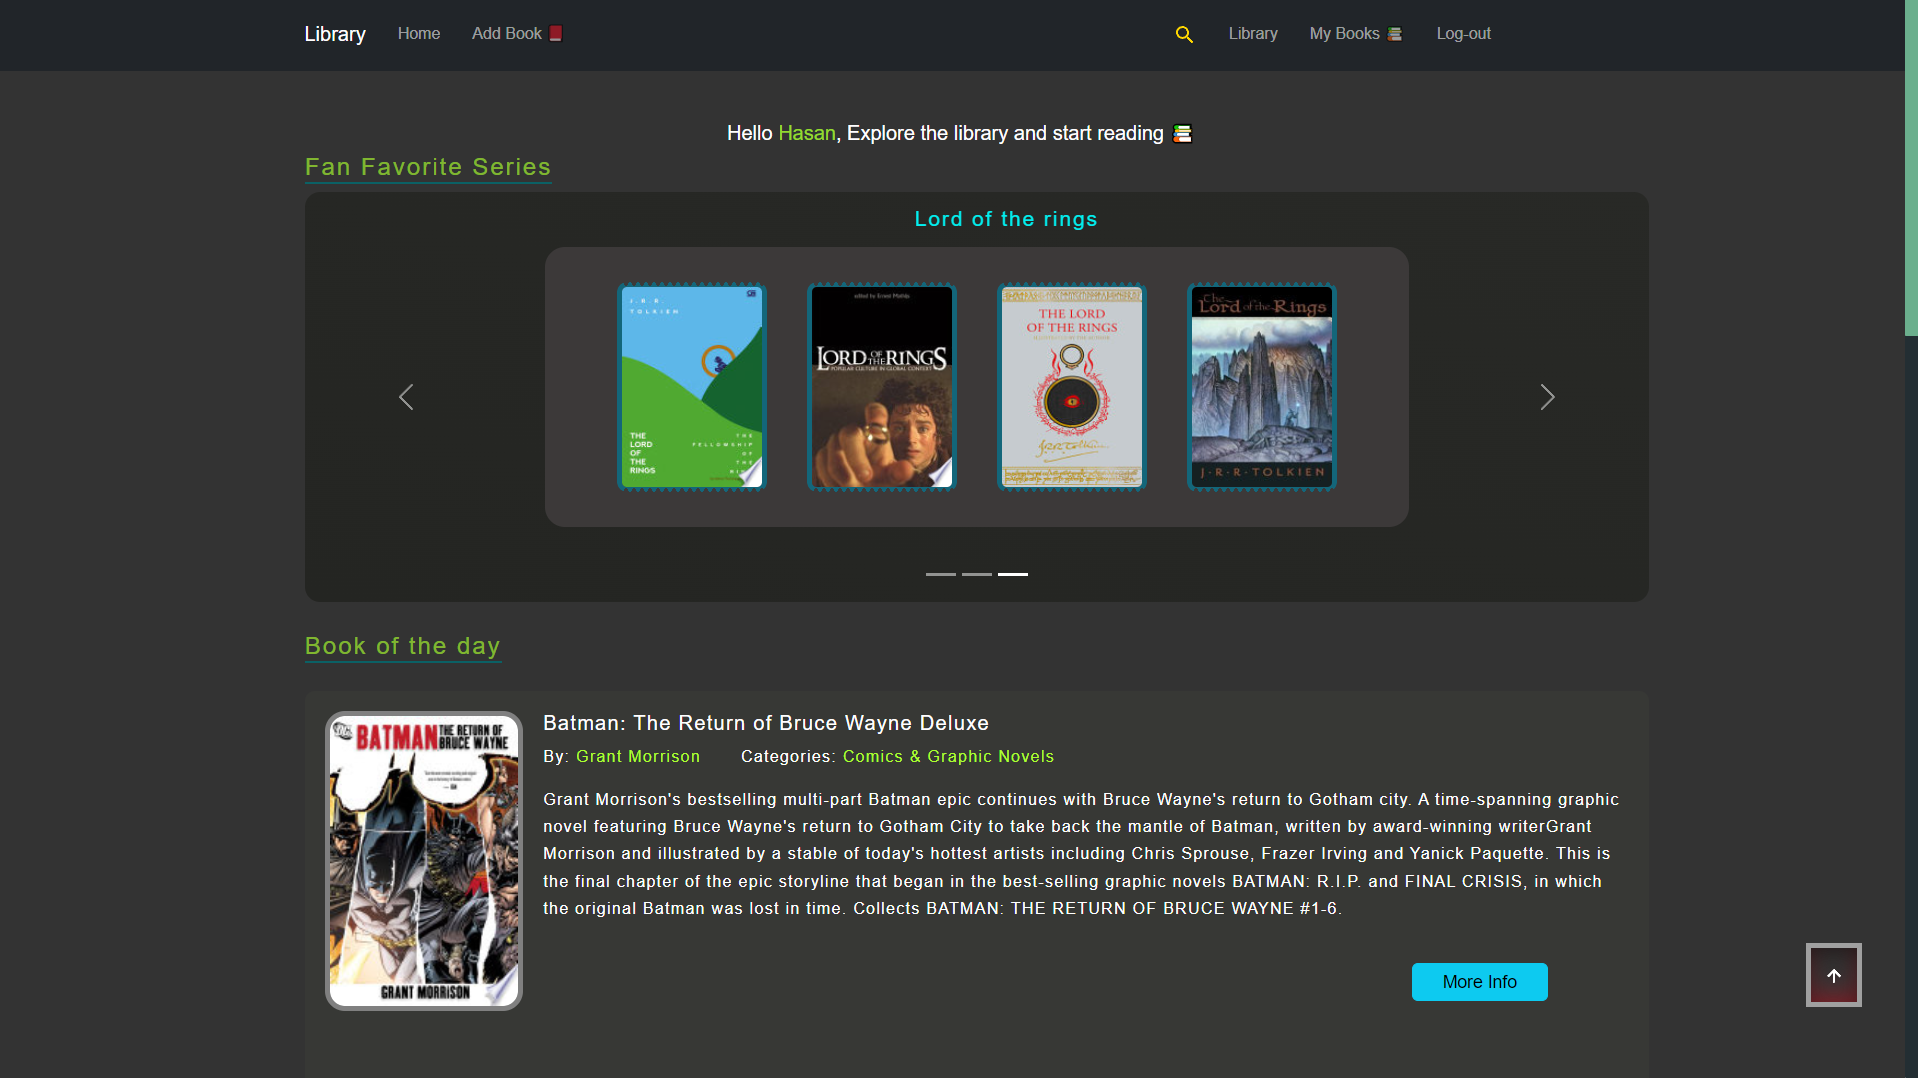 Library Home Add Book Library My Books Log-out
Hello Hasan, Explore the library and start reading
Fan Favorite Series
Lord of the rings
J.R.R.
TOLKIEN
THE
LORD
OF
THE
RINGS
THE
FELLOWSHIP
OF
THE
edited by Ernest Mathijs
LORD OF THE RINGS
POPULAR CULTURE IN GLOBAL CONTEXT
THE LORD
OF THE RINGS
ILLUSTRATED BY THE AUTHOR
The
Lord of the Rings
J·R·R·TOLKIEN
Book of the day
BATMAN THE RETURN OF
BRUCE WAYNE
GRANT MORRISON
Batman: The Return of Bruce Wayne Deluxe
By: Grant Morrison Categories: Comics & Graphic Novels
Grant Morrison's bestselling multi-part Batman epic continues with Bruce Wayne's return to Gotham city. A time-spanning graphic
novel featuring Bruce Wayne's return to Gotham City to take back the mantle of Batman, written by award-winning writerGrant
Morrison and illustrated by a stable of today's hottest artists including Chris Sprouse, Frazer Irving and Yanick Paquette. This is
the final chapter of the epic storyline that began in the best-selling graphic novels BATMAN: R.I.P. and FINAL CRISIS, in which
the original Batman was lost in time. Collects BATMAN: THE RETURN OF BRUCE WAYNE #1-6.
More Info